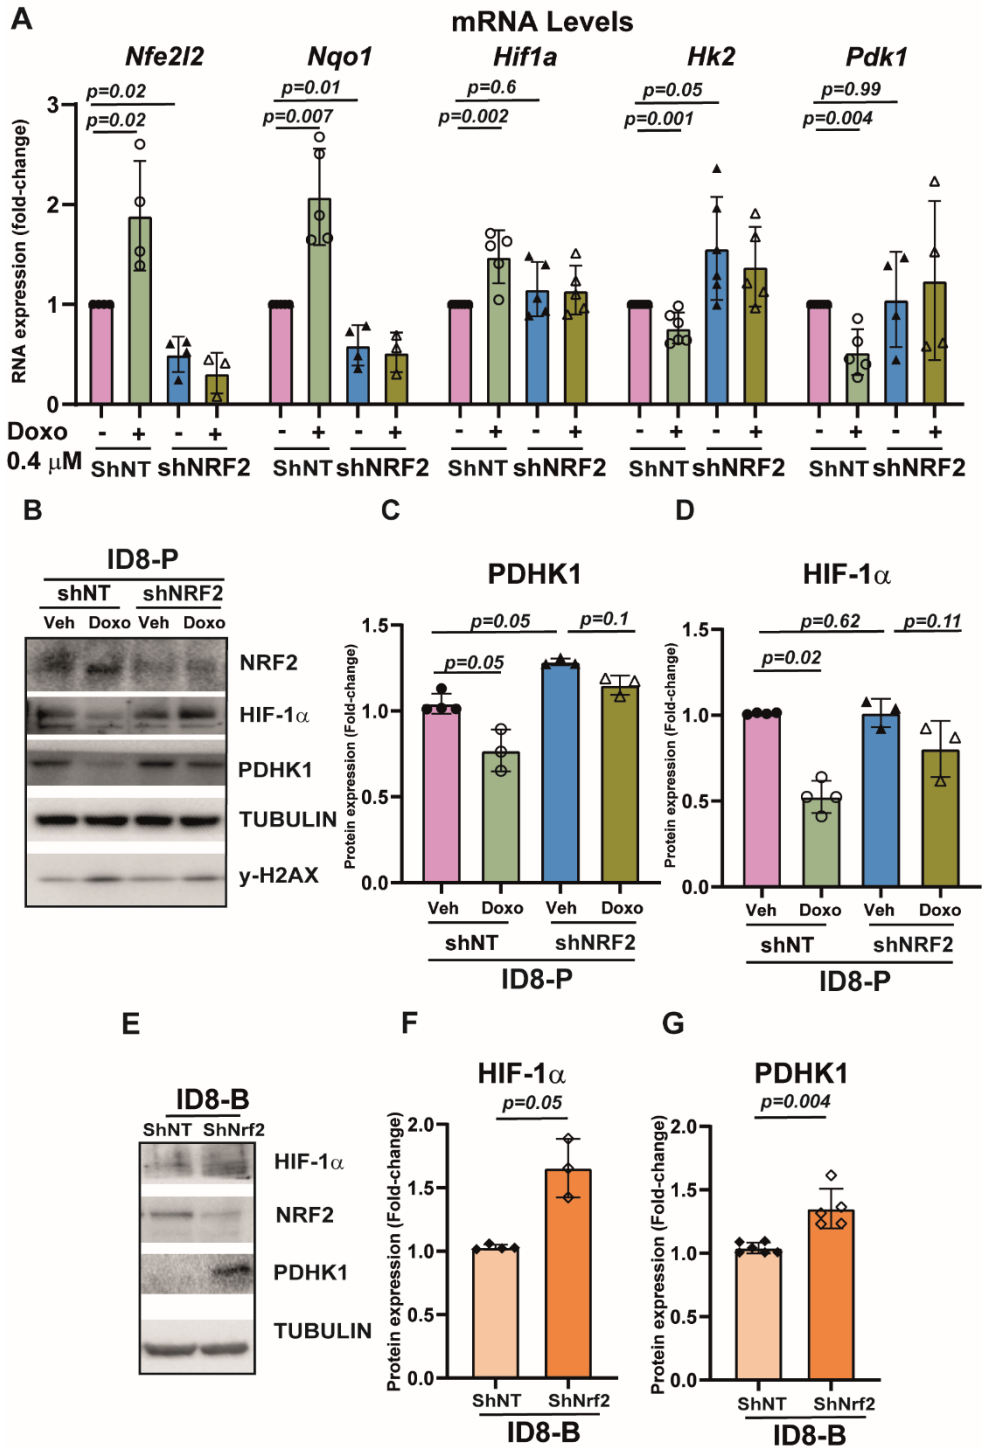 A
mRNA Levels
Nfe2l2 Nqo1 Hif1a Hk2 Pdk1
p=0.02 p=0.01 p=0.6 p=0.05 p=0.99
p=0.02 p=0.007 p=0.002 p=0.001 p=0.004
RNA expression (fold-change)
3
2
1
0
Doxo - + - + - + - + - + - + - + - + - + - +
0.4 μM ShNT shNRF2 ShNT shNRF2 ShNT shNRF2 ShNT shNRF2 ShNT shNRF2
B
ID8-P
shNT shNRF2
Veh Doxo Veh Doxo
NRF2
HIF-1α
PDHK1
TUBULIN
y-H2AX
C
PDHK1
p=0.05 p=0.1
p=0.05
Protein expression (Fold-change)
1.5
1.0
0.5
0.0
Veh Doxo Veh Doxo
shNT shNRF2
ID8-P
D
HIF-1α
p=0.62 p=0.11
p=0.02
Protein expression (Fold-change)
1.5
1.0
0.5
0.0
Veh Doxo Veh Doxo
shNT shNRF2
ID8-P
E
ID8-B
ShNT ShNrf2
HIF-1α
NRF2
PDHK1
TUBULIN
F
HIF-1α
p=0.05
Protein expression (Fold-change)
2.0
1.5
1.0
0.5
0.0
ShNT ShNrf2
ID8-B
G
PDHK1
p=0.004
Protein expression (Fold-change)
2.0
1.5
1.0
0.5
0.0
ShNT ShNrf2
ID8-B